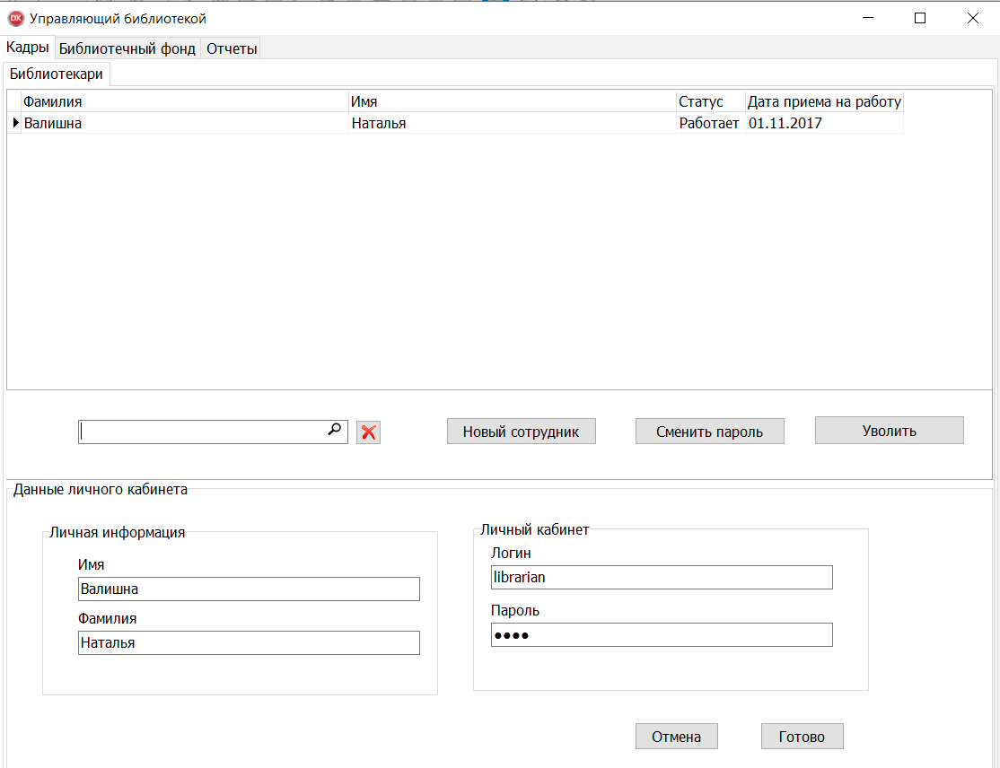 DX Управляющий библиотекой
Кадры Библиотечный фонд Отчеты
Библиотекари
Фамилия Имя Статус Дата приема на работу
Валишна Наталья Работает 01.11.2017
Новый сотрудник Сменить пароль Уволить
Данные личного кабинета
Личная информация
Имя
Валишна
Фамилия
Наталья
Личный кабинет
Логин
librarian
Пароль
●●●●
Отмена Готово